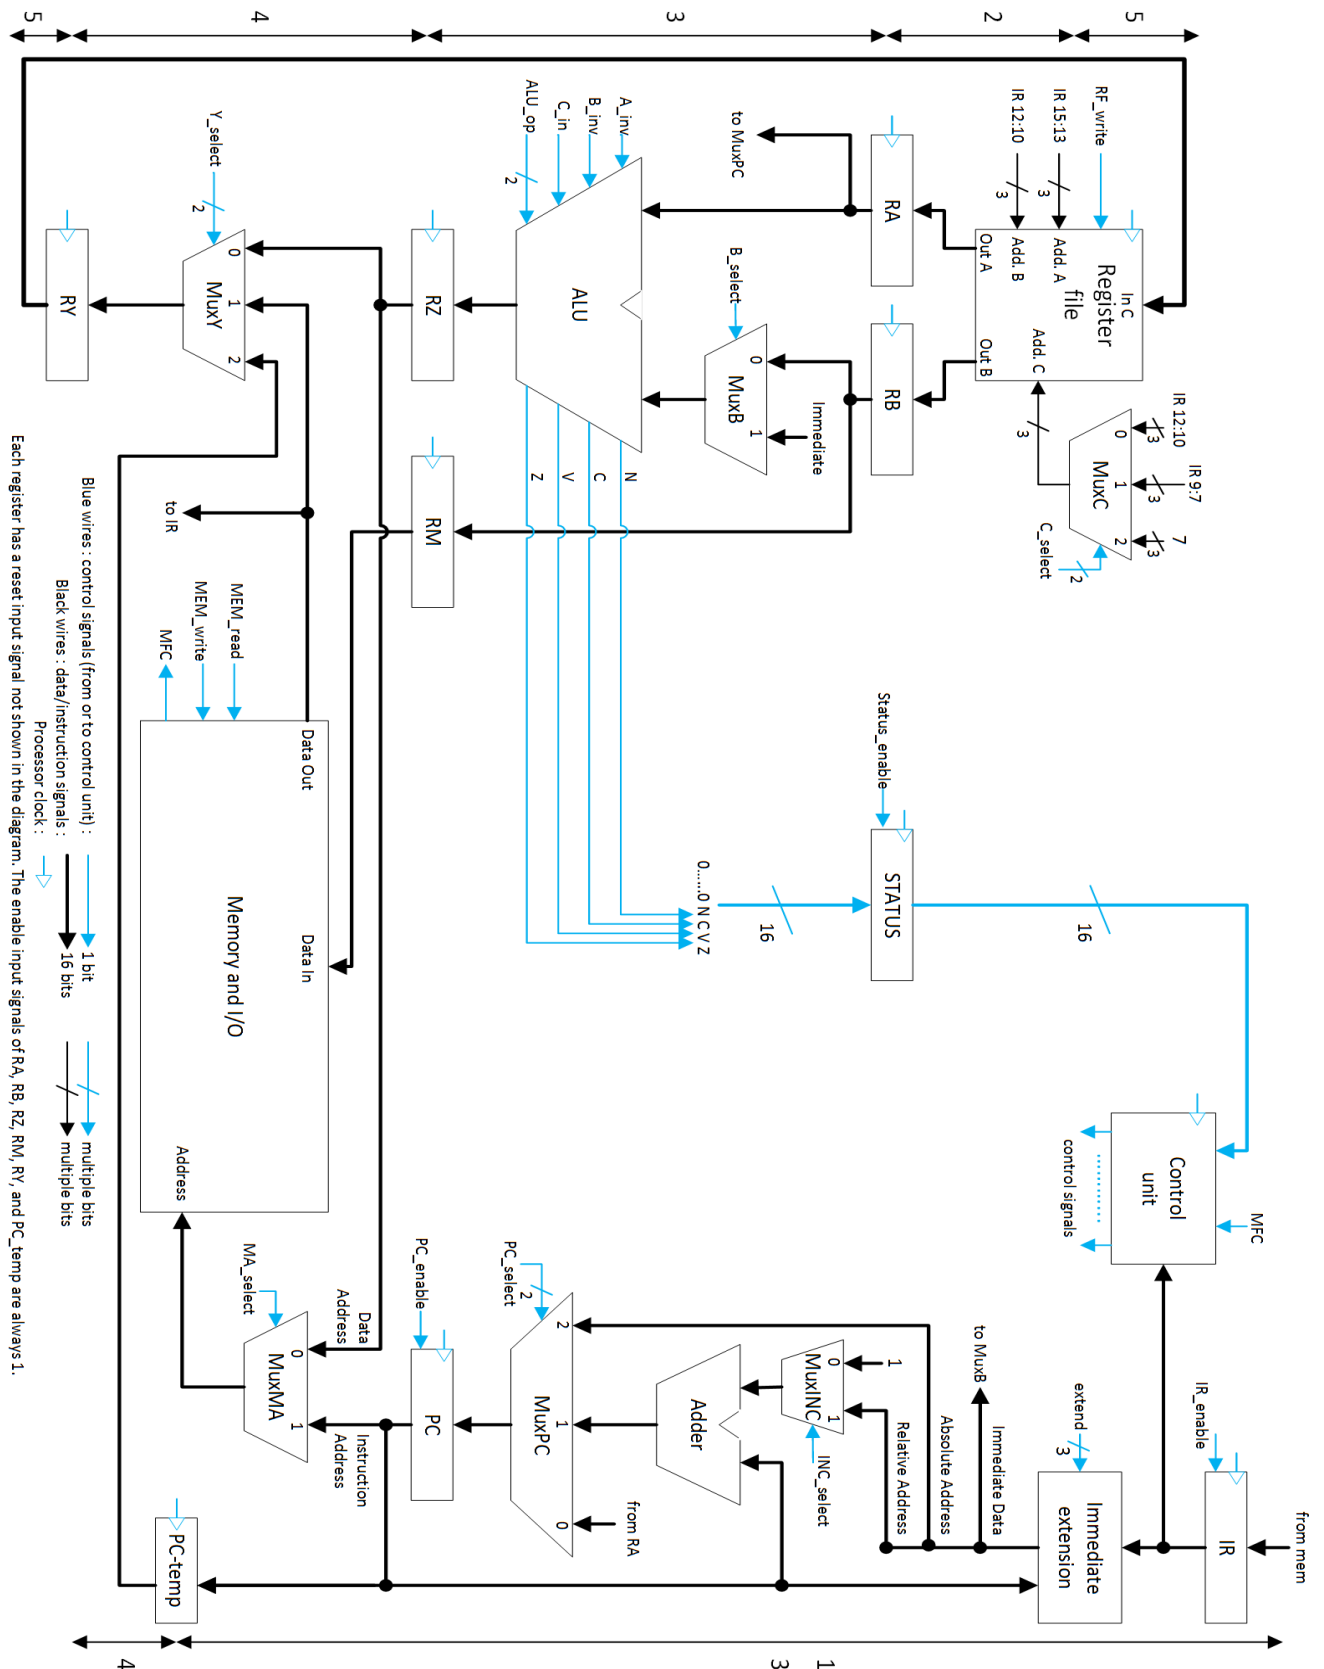 5
4
3
2
5
RF_write
IR 15:13
IR 12:10
3
3
Add. A
Add. B
Register
file
In C
Out A
Out B
Add. C
IR 12:10
IR 9:7
7
3
3
3
0
1
2
MuxC
C_select
2
3
RA
RB
to MuxPC
A_inv
B_inv
C_in
ALU_op
2
ALU
B_select
0
1
MuxB
Immediate
N
C
V
Z
RZ
RM
Y_select
2
0
1
2
MuxY
RY
to IR
MEM_read
MEM_write
MFC
Data Out
Data In
Memory and I/O
Address
Status_enable
STATUS
0......0 N C V Z
16
16
Control
unit
MFC
control signals
from mem
IR_enable
IR
extend
3
Immediate
extension
Immediate Data
to MuxB
Absolute Address
Relative Address
1
0
1
MuxINC
INC_select
Adder
PC_select
2
2
1
0
MuxPC
from RA
PC_enable
PC
Data
Address
Instruction
Address
MA_select
0
1
MuxMA
PC-temp
1
3
4
Blue wires : control signals (from or to control unit) :
1 bit
multiple bits
Black wires : data/instruction signals :
16 bits
multiple bits
Processor clock :
Each register has a reset input signal not shown in the diagram. The enable input signals of RA, RB, RZ, RM, RY, and PC_temp are always 1.